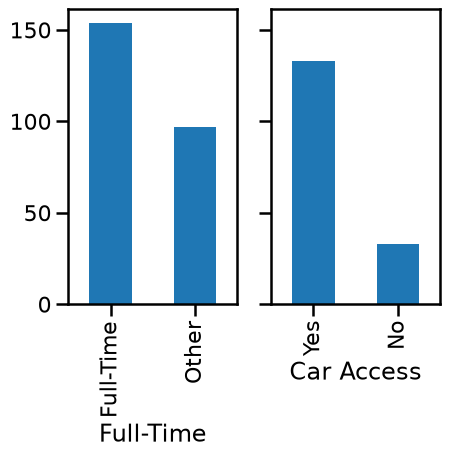 150
100
50
0
Full-Time
Other
Full-Time
Yes
No
Car Access